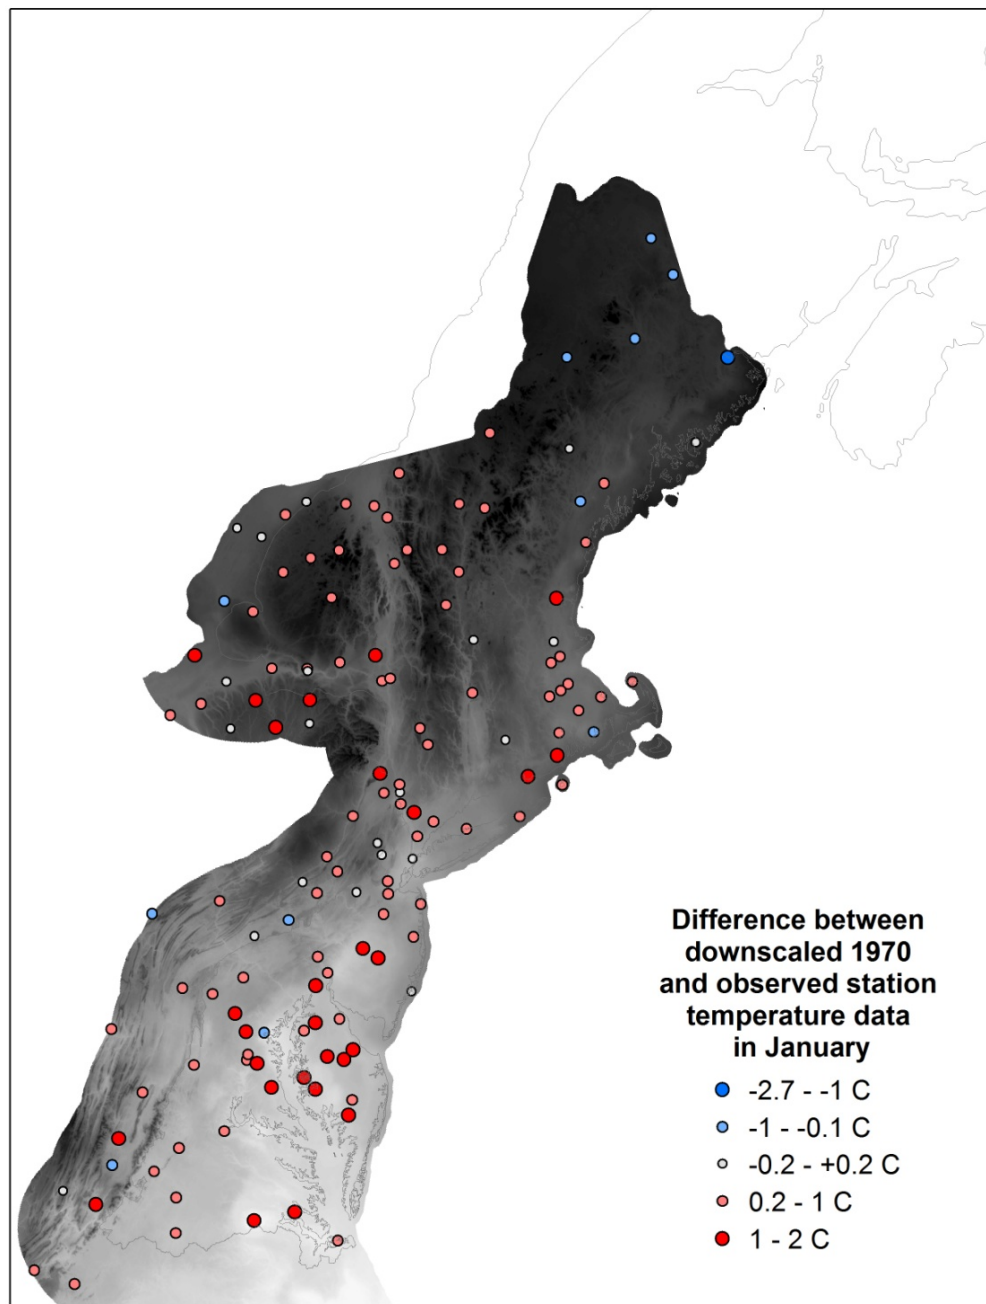 Difference between
downscaled 1970
and observed station
temperature data
in January
-2.7 - -1 C
-1 - -0.1 C
-0.2 - +0.2 C
0.2 - 1 C
1 - 2 C